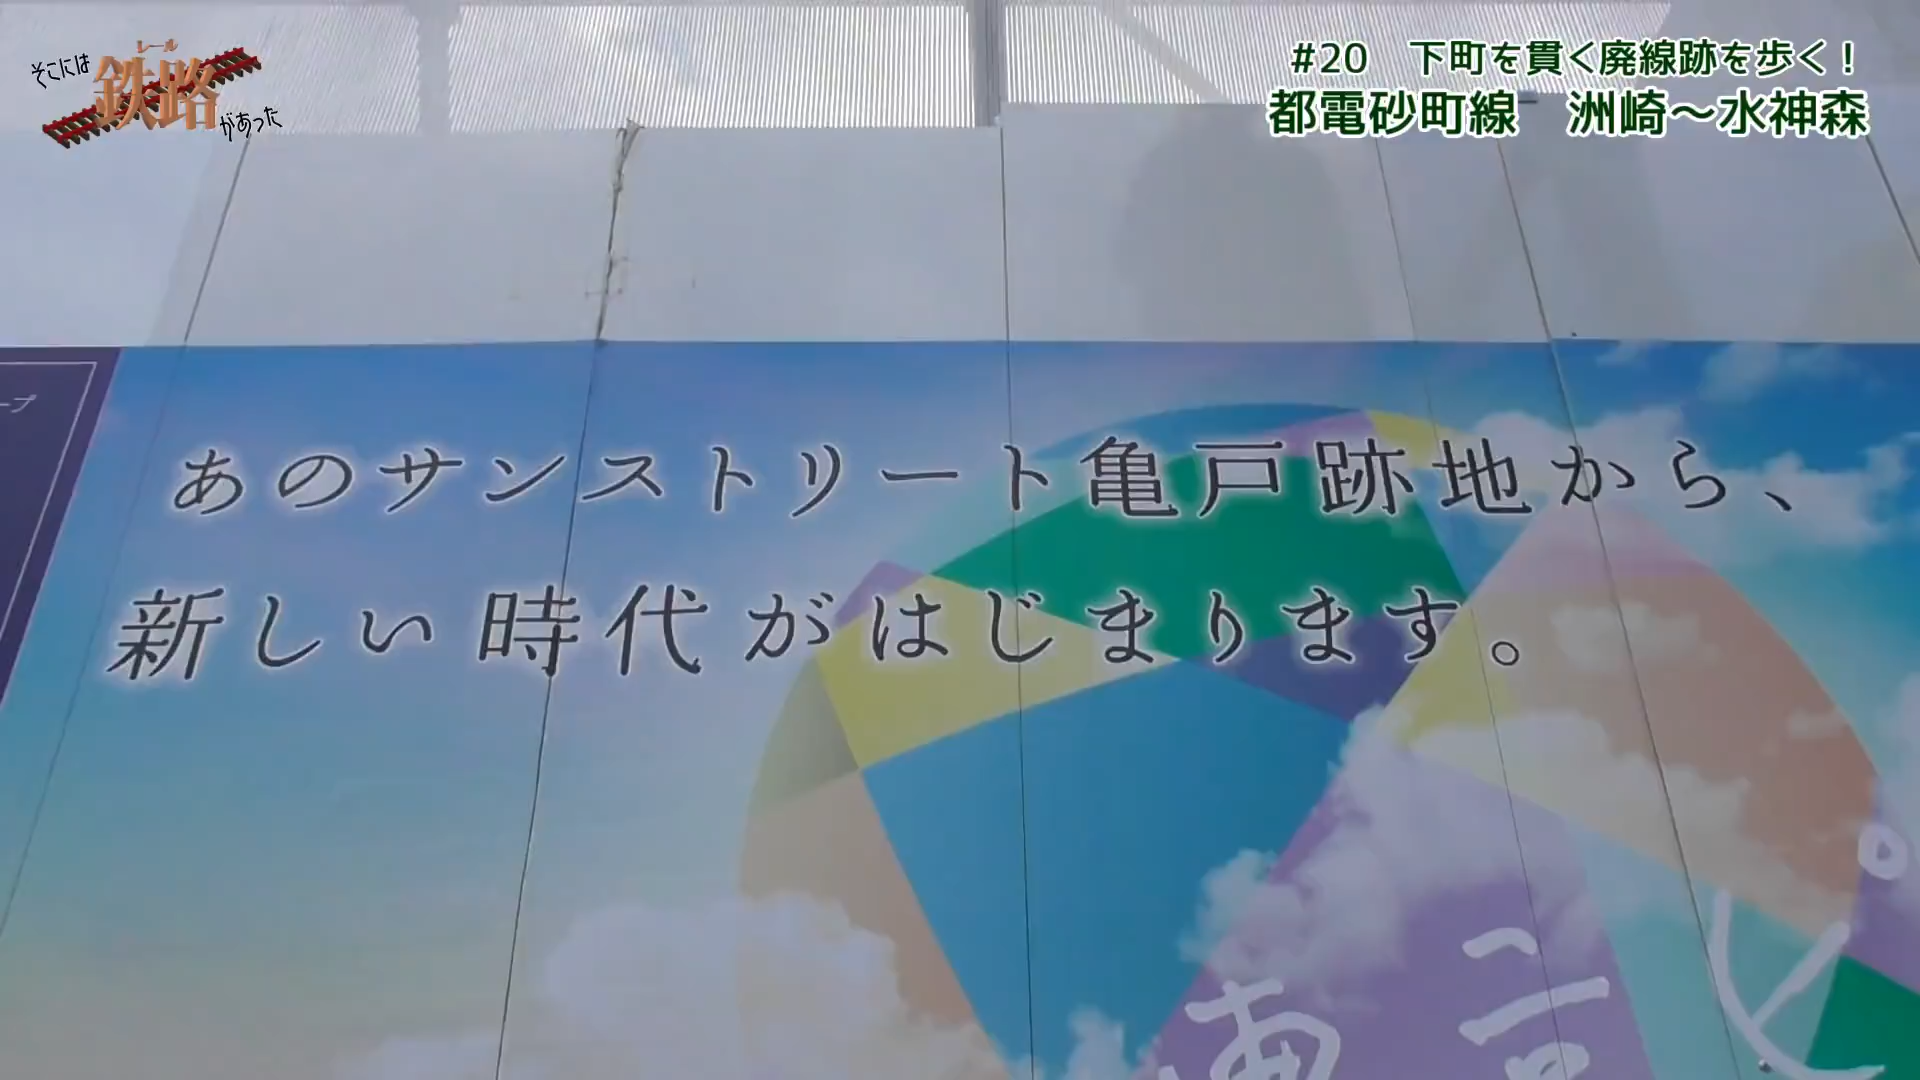 レール
そこには
鉄路
があった
#20 下町を貫く廃線跡を歩く！
都電砂町線 洲崎〜水神森
あのサンストリート亀戸跡地から、
新しい時代がはじまります。